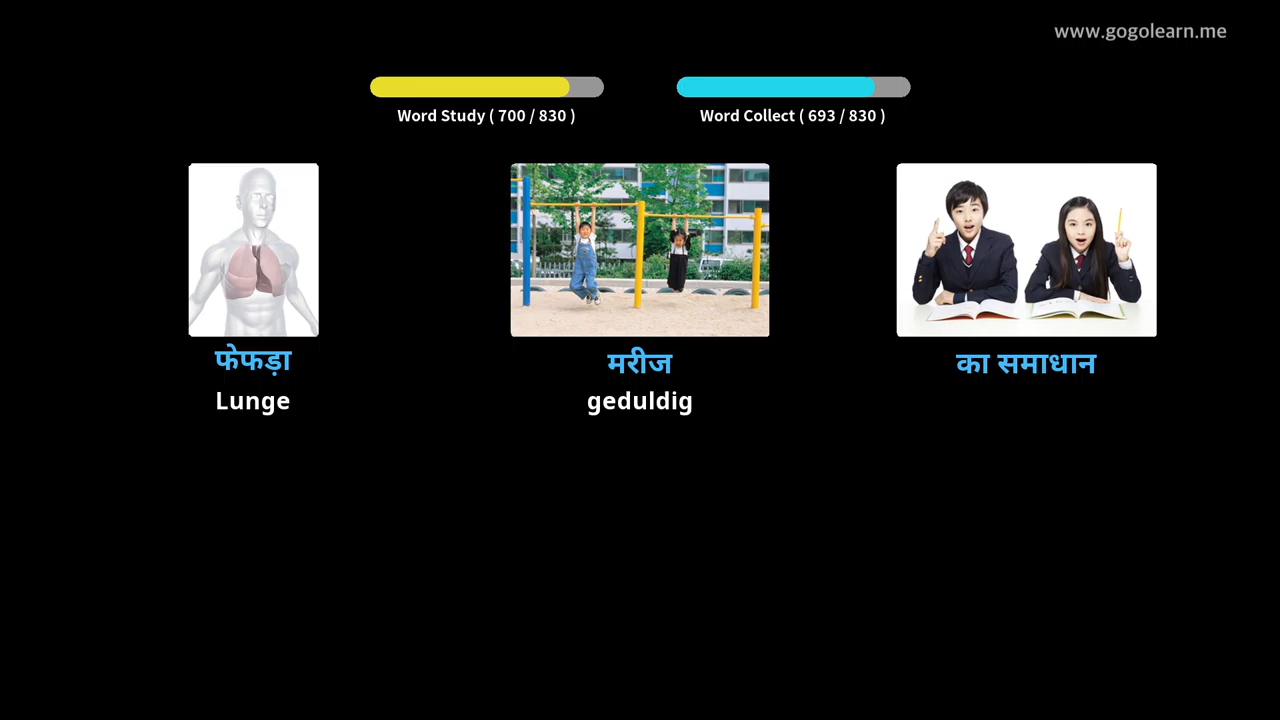 www.gogolearn.me
Word Study ( 700 / 830 )
Word Collect ( 693 / 830 )
फेफड़ा
मरीज
का समाधान
Lunge
geduldig